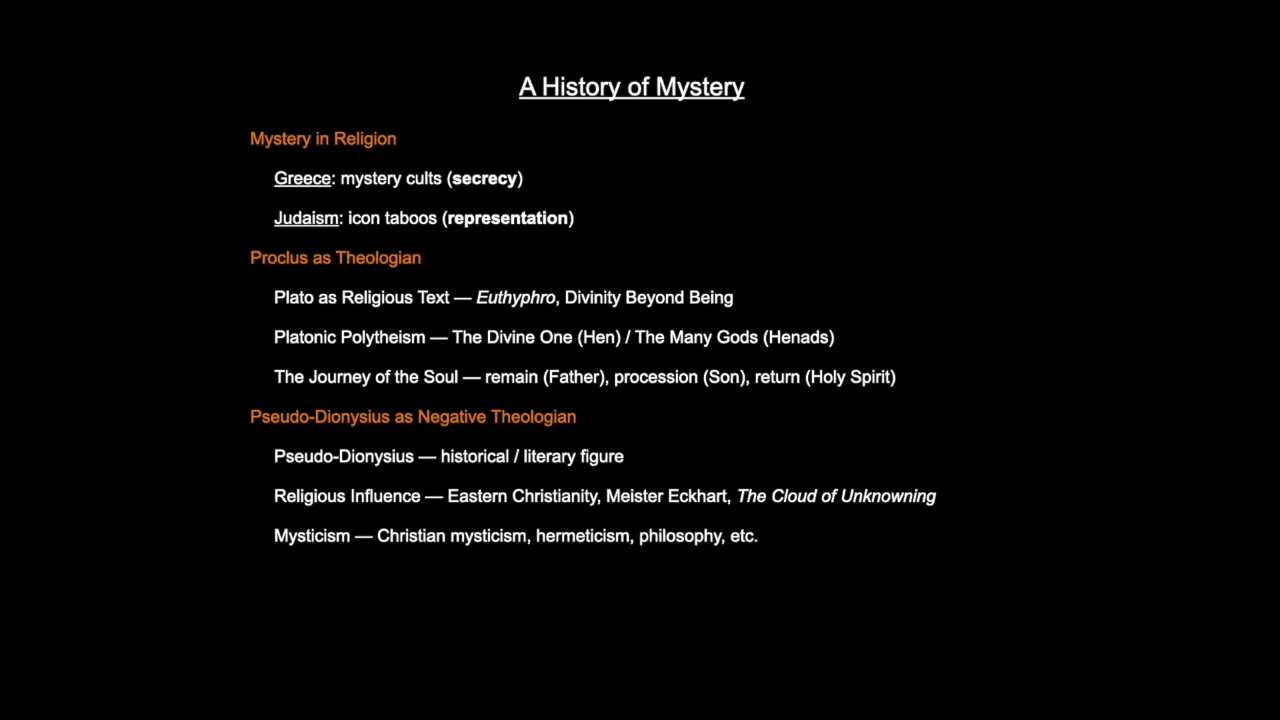 A History of Mystery
Mystery in Religion
Greece: mystery cults (secrecy)
Judaism: icon taboos (representation)
Proclus as Theologian
Plato as Religious Text — Euthyphro, Divinity Beyond Being
Platonic Polytheism — The Divine One (Hen) / The Many Gods (Henads)
The Journey of the Soul — remain (Father), procession (Son), return (Holy Spirit)
Pseudo-Dionysius as Negative Theologian
Pseudo-Dionysius — historical / literary figure
Religious Influence — Eastern Christianity, Meister Eckhart, The Cloud of Unknowning
Mysticism — Christian mysticism, hermeticism, philosophy, etc.